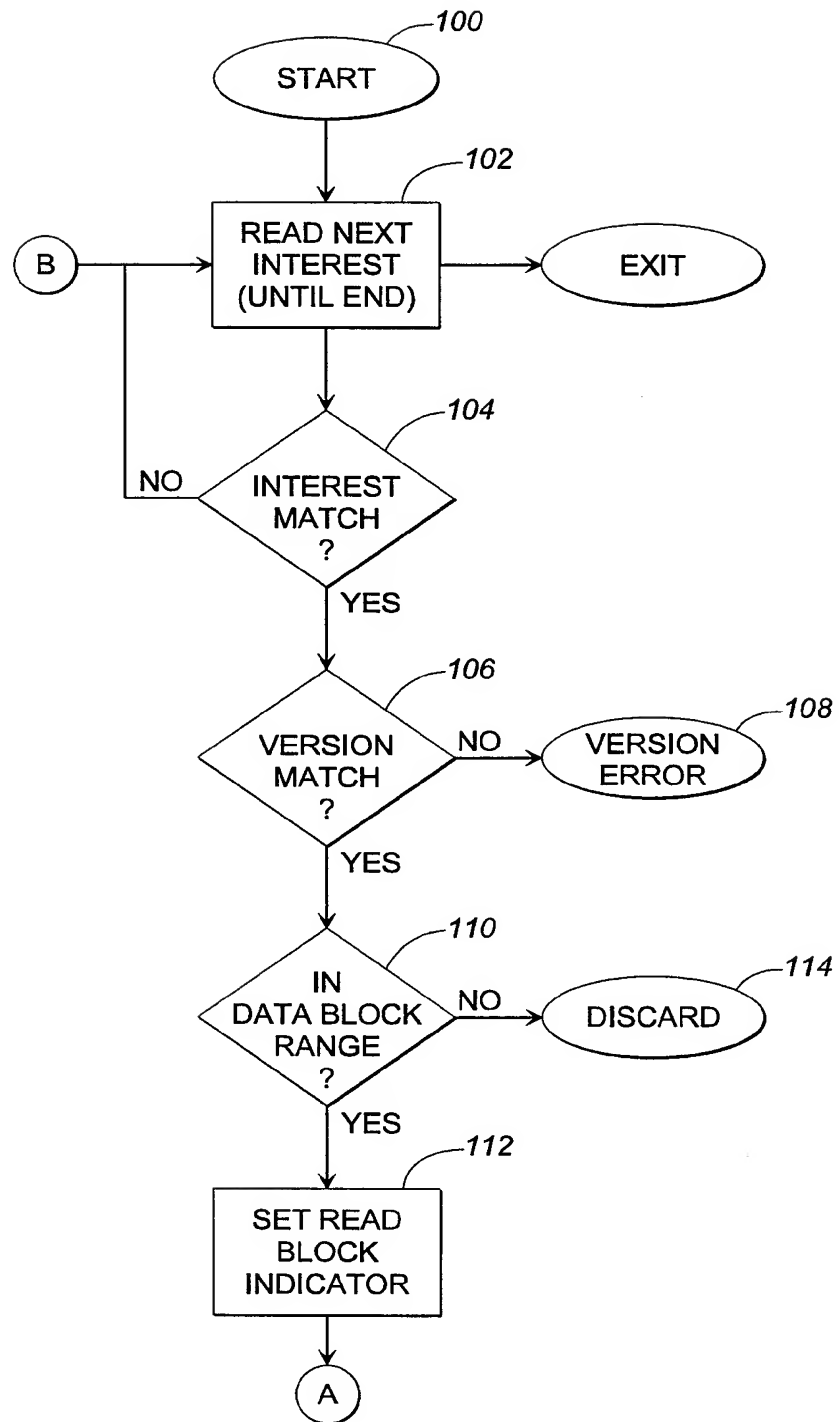 100
START
102
READ NEXT
INTEREST
(UNTIL END)
B
EXIT
104
NO
INTEREST
MATCH
?
YES
106
VERSION
MATCH
?
NO
108
VERSION
ERROR
YES
110
IN
DATA BLOCK
RANGE
?
NO
114
DISCARD
YES
112
SET READ
BLOCK
INDICATOR
A